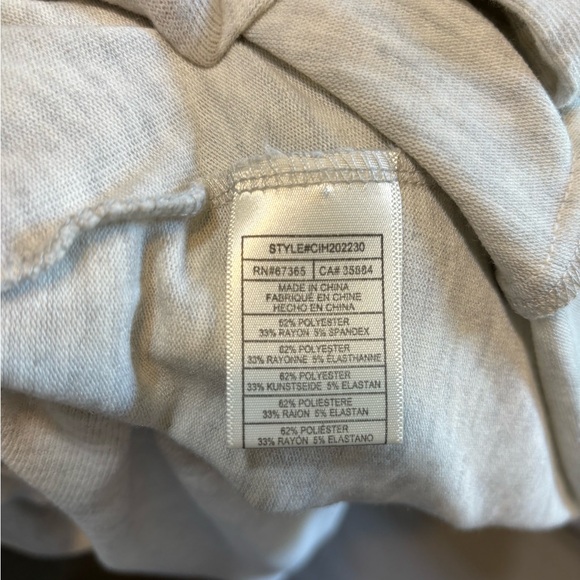 STYLE#CIH202230
RN#67365 CA# 35864
MADE IN CHINA
FABRIQUÉ EN CHINE
HECHO EN CHINA
62% POLYESTER
33% RAYON 5% SPANDEX
62% POLYESTER
33% RAYONNE 5% ELASTHANNE
62% POLYESTER
33% KUNSTSEIDE 5% ELASTAN
62% POLIESTERE
33% RAION 5% ELASTAN
62% POLIÉSTER
33% RAYÓN 5% ELASTANO